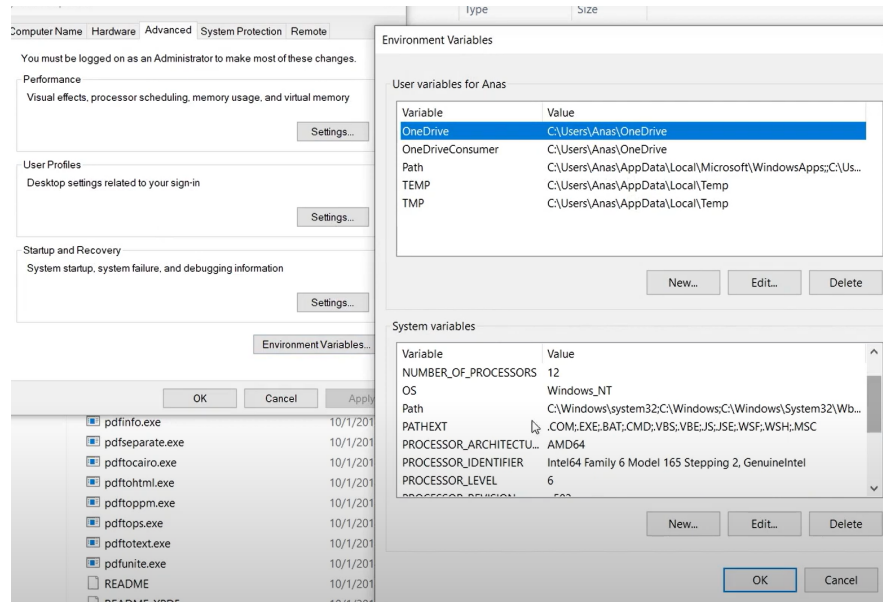 Type Size
Computer Name Hardware Advanced System Protection Remote
You must be logged on as an Administrator to make most of these changes.
Performance
Visual effects, processor scheduling, memory usage, and virtual memory
Settings...
User Profiles
Desktop settings related to your sign-in
Settings...
Startup and Recovery
System startup, system failure, and debugging information
Settings...
Environment Variables...
OK Cancel Apply
pdfinfo.exe 10/1/201
pdfseparate.exe 10/1/201
pdftocairo.exe 10/1/201
pdftohtml.exe 10/1/201
pdftoppm.exe 10/1/201
pdftops.exe 10/1/201
pdftotext.exe 10/1/201
pdfunite.exe 10/1/201
README 10/1/201
Environment Variables
User variables for Anas
Variable Value
OneDrive C:\Users\Anas\OneDrive
OneDriveConsumer C:\Users\Anas\OneDrive
Path C:\Users\Anas\AppData\Local\Microsoft\WindowsApps;;C:\Us...
TEMP C:\Users\Anas\AppData\Local\Temp
TMP C:\Users\Anas\AppData\Local\Temp
New... Edit... Delete
System variables
Variable Value
NUMBER_OF_PROCESSORS 12
OS Windows_NT
Path C:\Windows\system32;C:\Windows;C:\Windows\System32\Wb...
PATHEXT .COM;.EXE;.BAT;.CMD;.VBS;.VBE;.JS;.JSE;.WSF;.WSH;.MSC
PROCESSOR_ARCHITECTU... AMD64
PROCESSOR_IDENTIFIER Intel64 Family 6 Model 165 Stepping 2, GenuineIntel
PROCESSOR_LEVEL 6
PROCESSOR_REVISION
New... Edit... Delete
OK Cancel